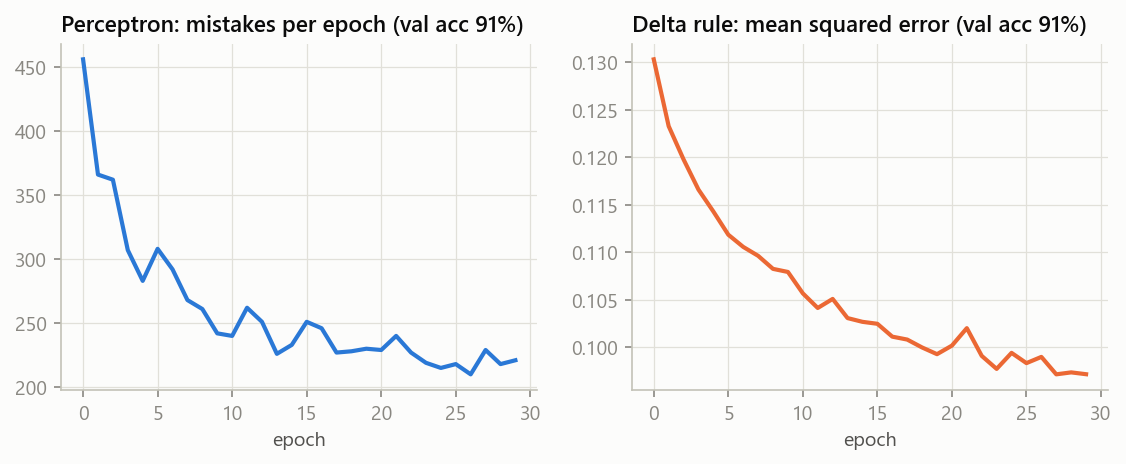 Perceptron: mistakes per epoch (val acc 91%)
450
400
350
300
250
200
0 5 10 15 20 25 30
epoch
Delta rule: mean squared error (val acc 91%)
0.130
0.125
0.120
0.115
0.110
0.105
0.100
0 5 10 15 20 25 30
epoch